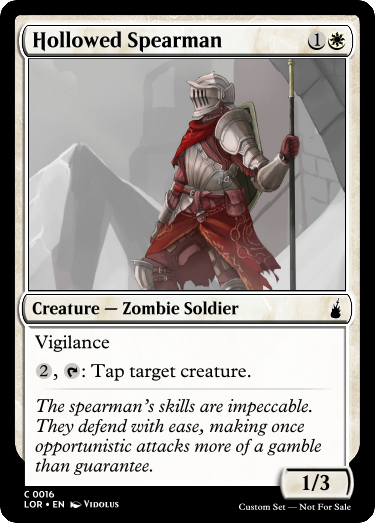 Hollowed Spearman 1
Creature — Zombie Soldier
Vigilance
2, : Tap target creature.
The spearman's skills are impeccable.
They defend with ease, making once
opportunistic attacks more of a gamble
than guarantee.
1/3
C 0016
LOR • EN VIDOLUS
Custom Set — Not For Sale